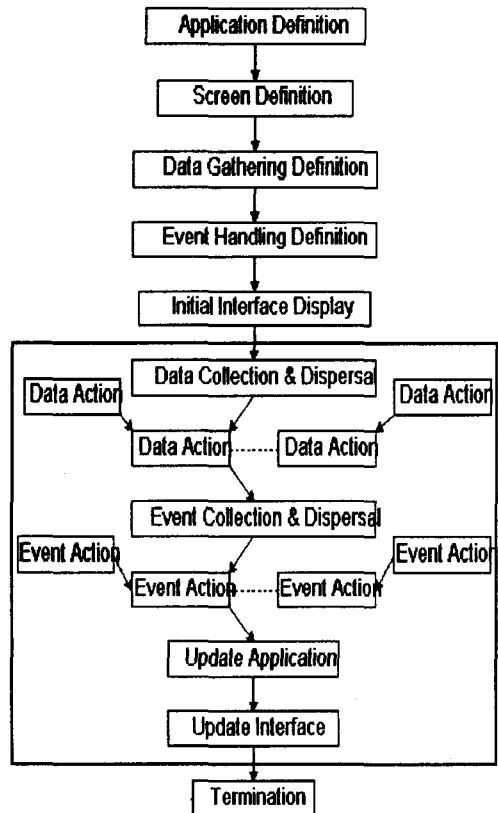 Application Definition
Screen Definition
Data Gathering Definition
Event Handling Definition
Initial Interface Display
Data Collection & Dispersal
Data Action
Data Action
Data Action
Data Action
Event Collection & Dispersal
Event Action
Event Action
Event Action
Event Action
Update Application
Update Interface
Termination